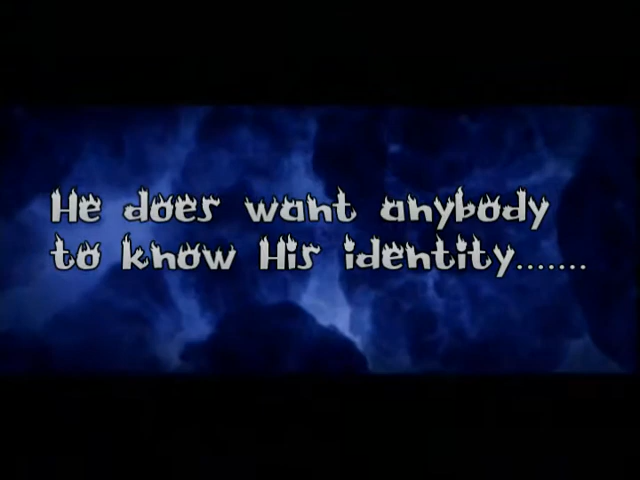 He does want anybody
to know His identity.......